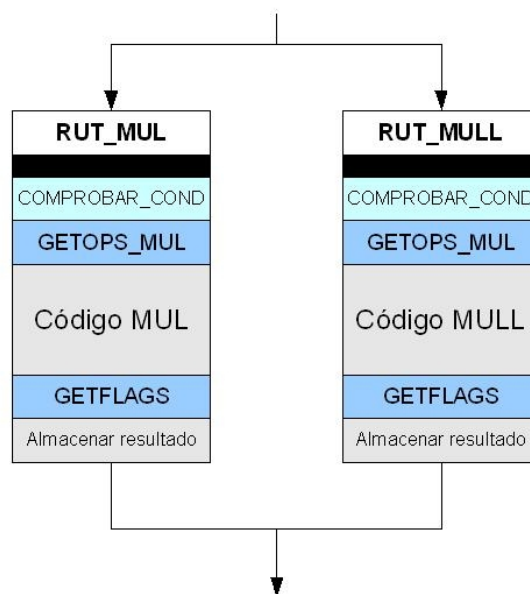 RUT_MUL
COMPROBAR_COND
GETOPS_MUL
Código MUL
GETFLAGS
Almacenar resultado
RUT_MULL
COMPROBAR_COND
GETOPS_MUL
Código MULL
GETFLAGS
Almacenar resultado